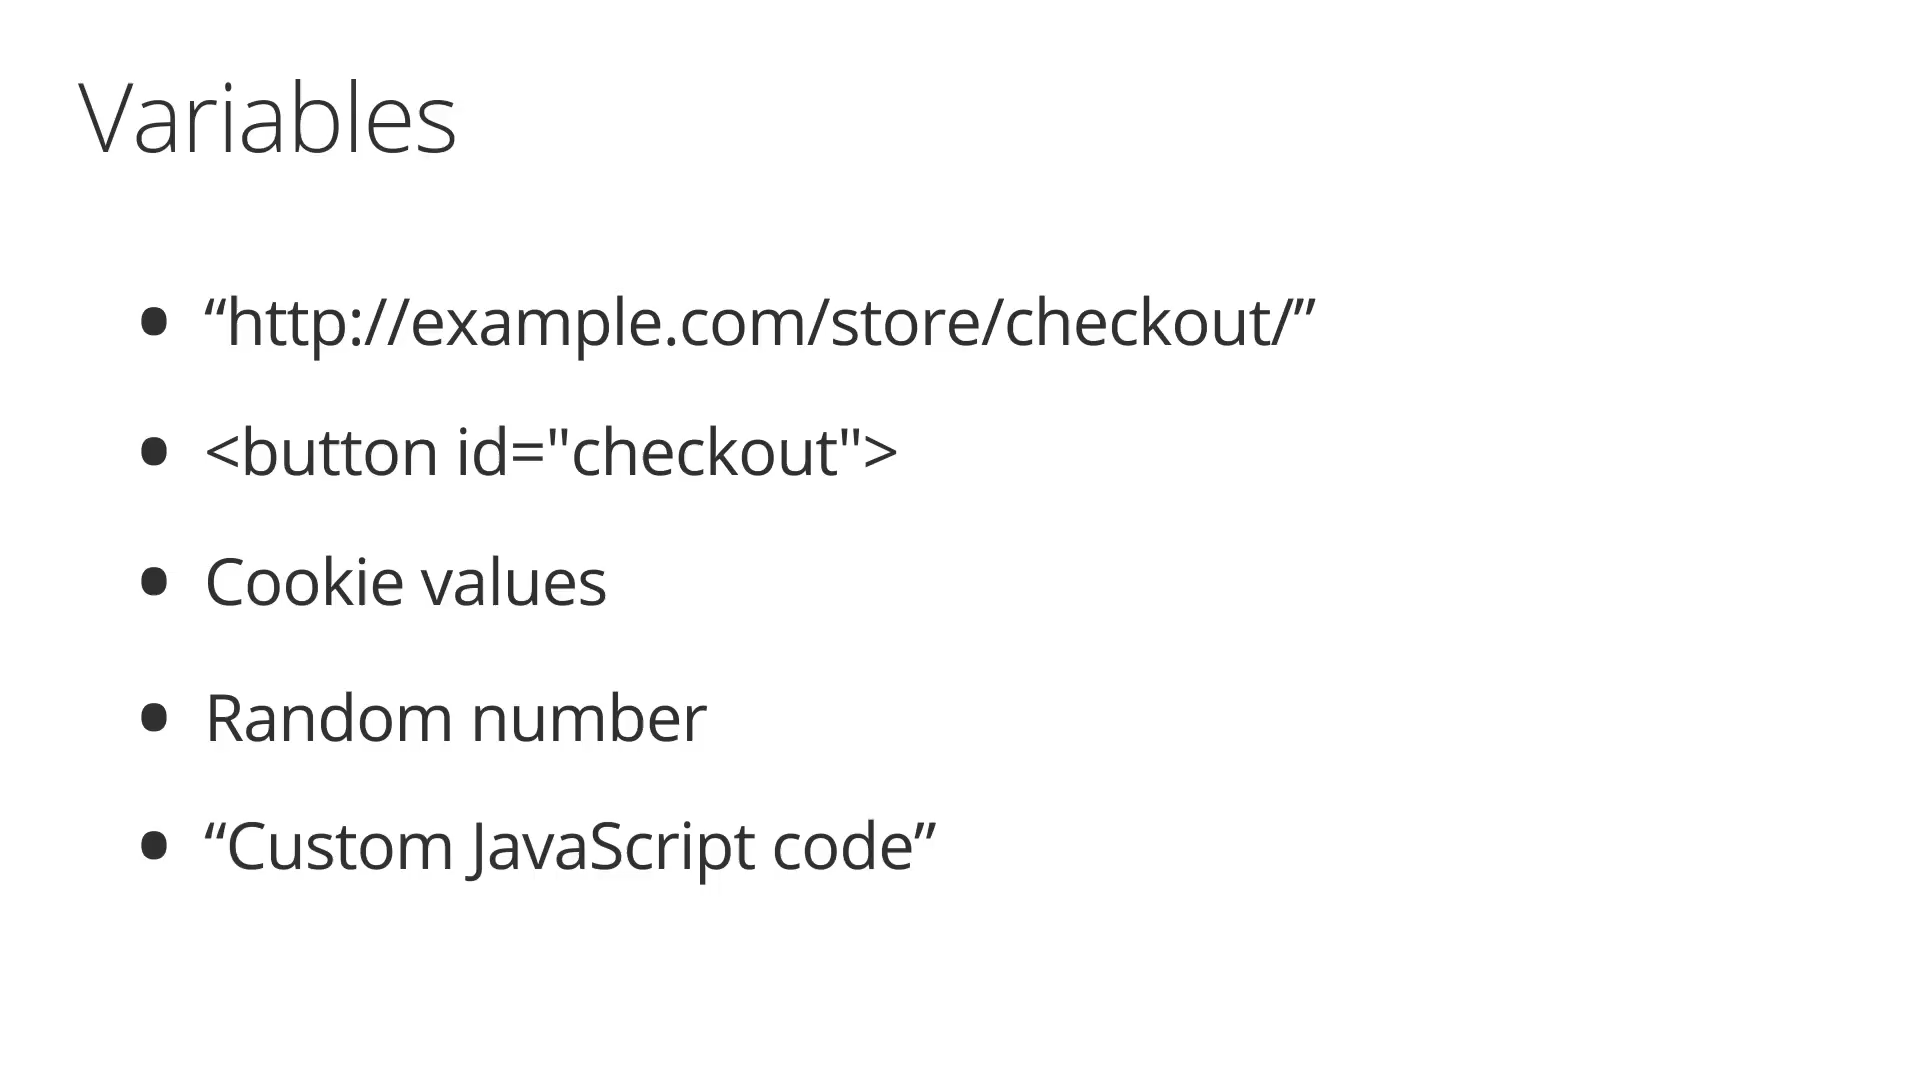 Variables
• “http://example.com/store/checkout/”
• <button id="checkout">
• Cookie values
• Random number
• “Custom JavaScript code”